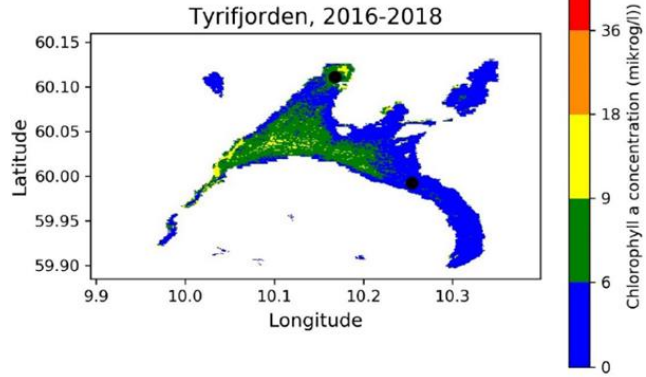 Tyrifjorden, 2016-2018
60.15
60.10
60.05
60.00
59.95
59.90
Latitude
9.9 10.0 10.1 10.2 10.3
Longitude
36
18
9
6
0
Chlorophyll a concentration (mikrog/l))